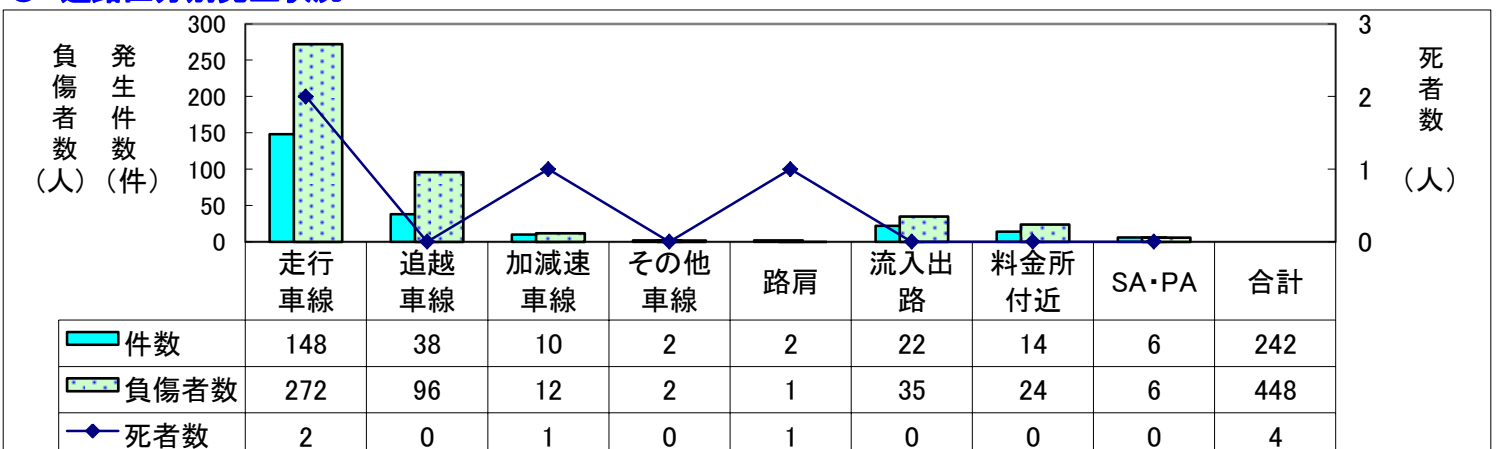 300
250
200
150
100
50
0
負傷者数（人）
発生件数（件）
3
2
1
0
死者数（人）
走行車線 追越車線 加減速車線 その他車線 路肩 流入出路 料金所付近 SA・PA 合計
件数 148 38 10 2 2 22 14 6 242
負傷者数 272 96 12 2 1 35 24 6 448
死者数 2 0 1 0 1 0 0 0 4